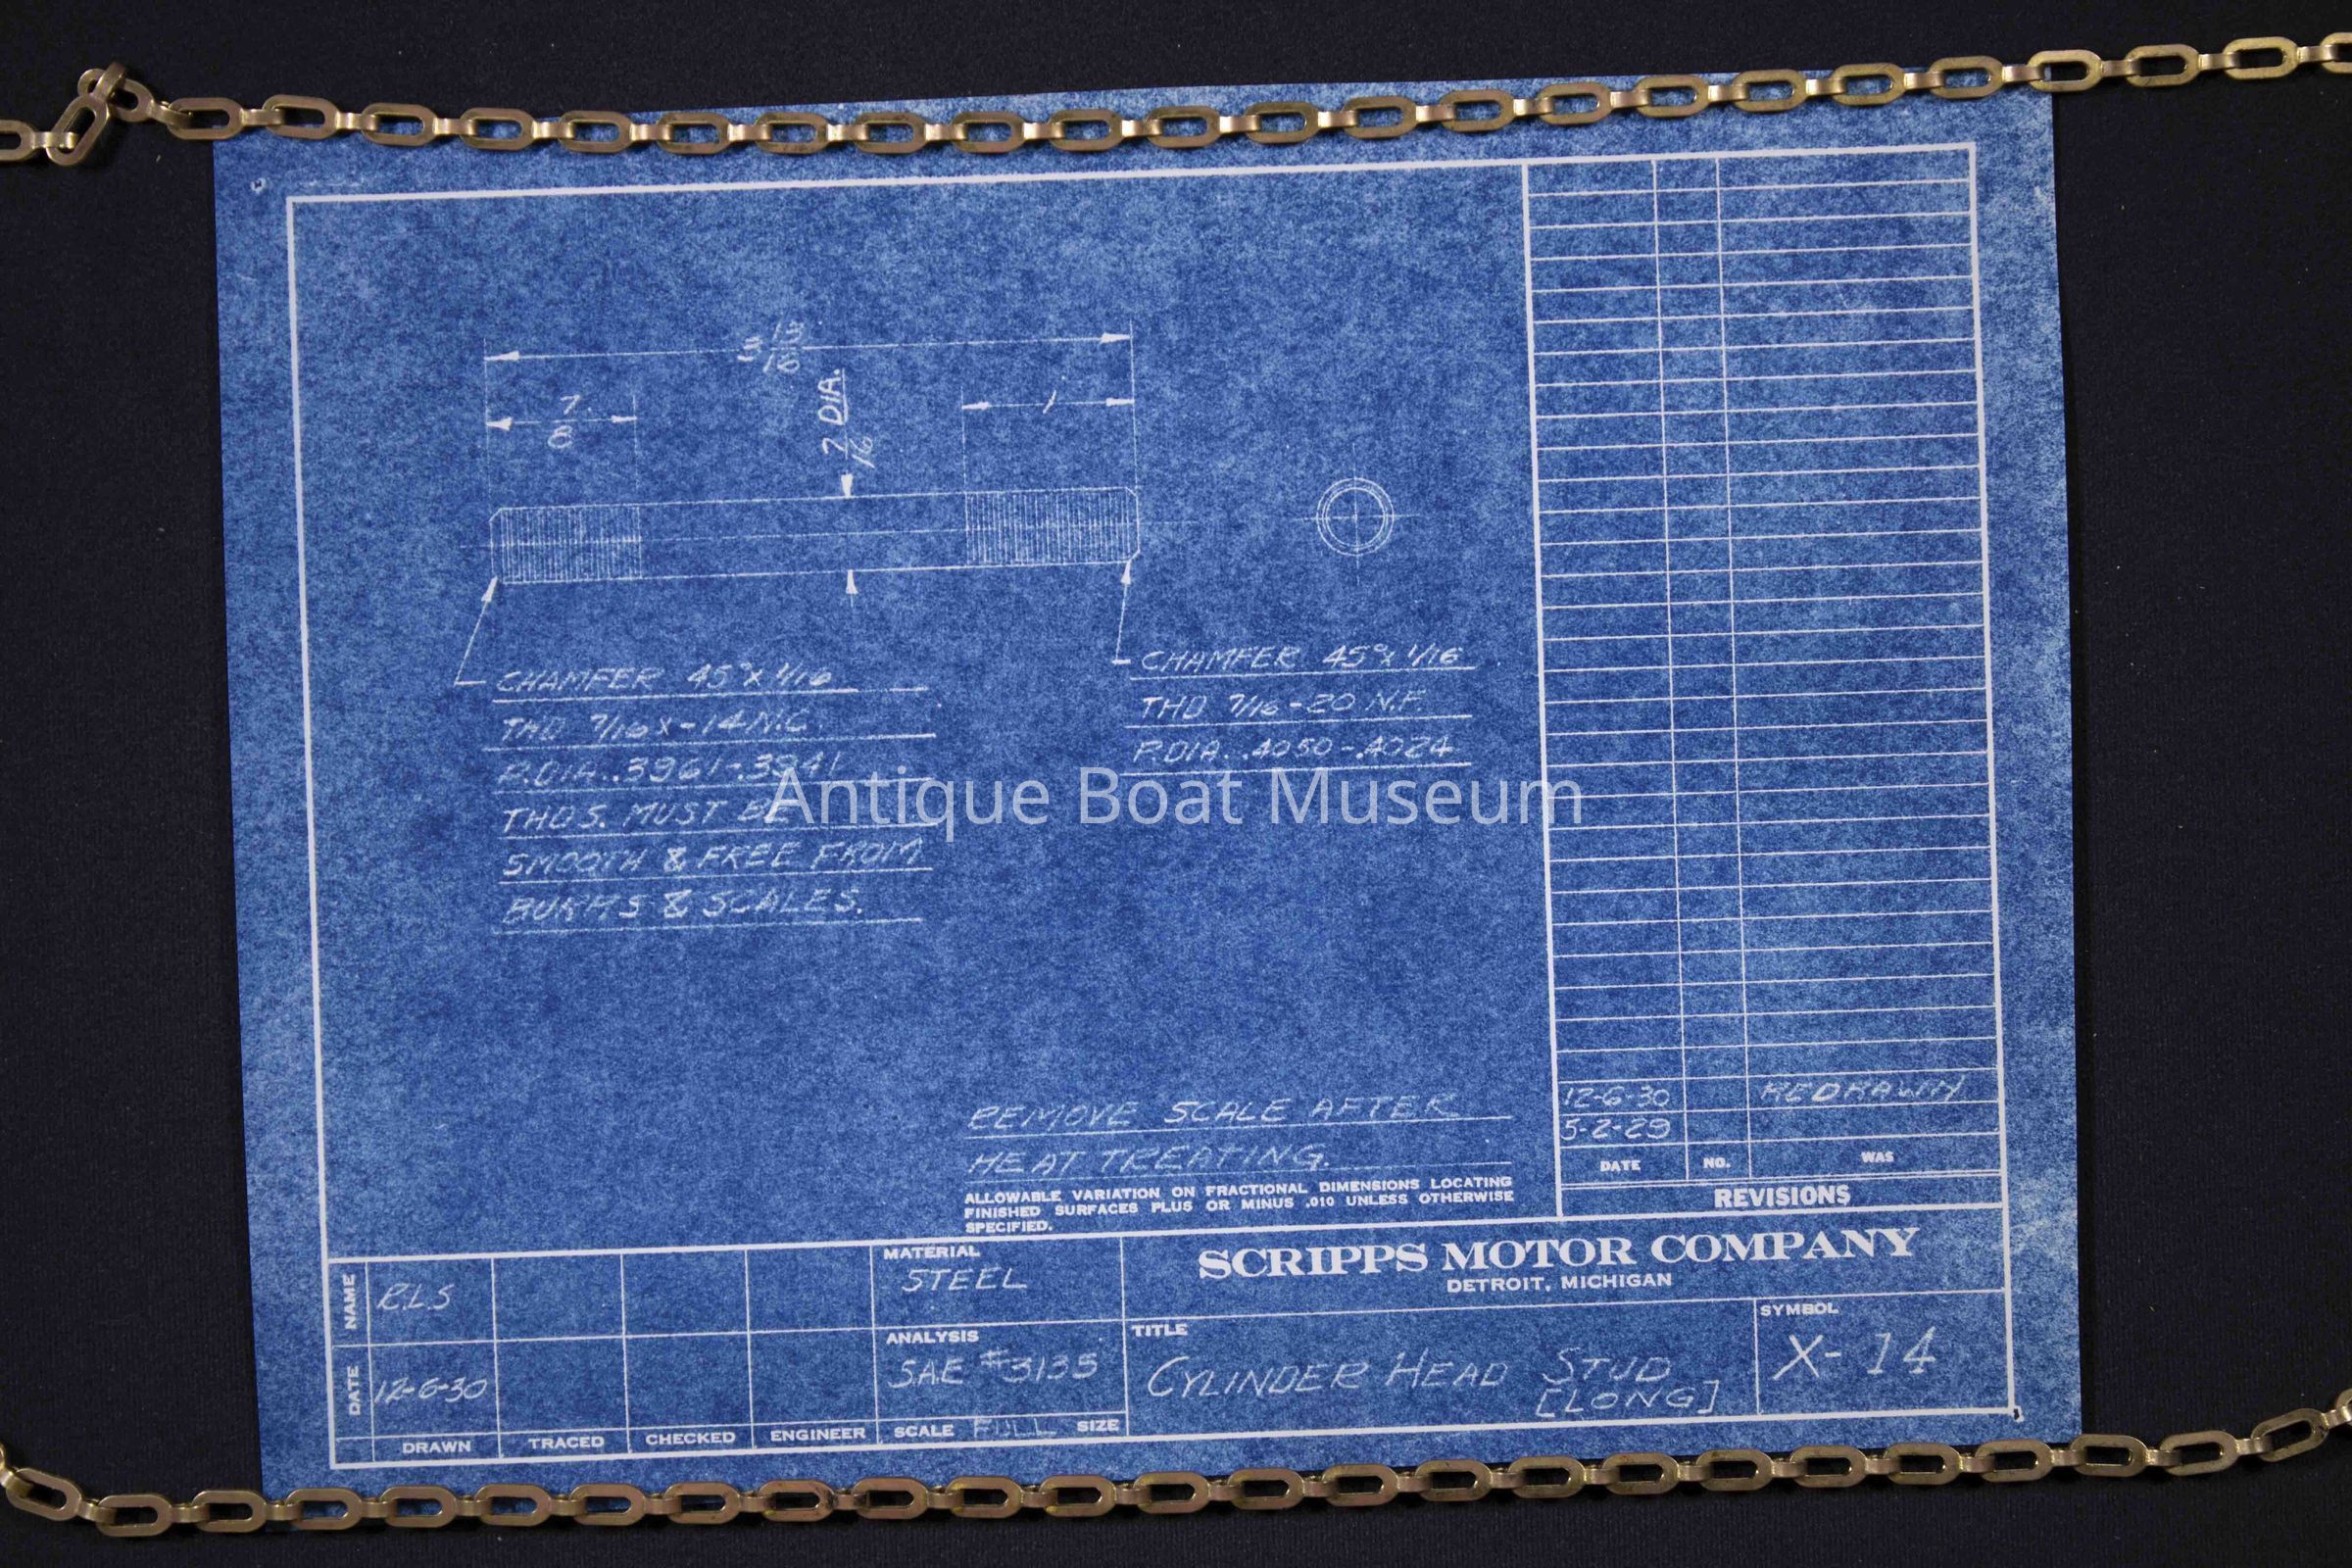 3 13/16
7/8
7/16 DIA.
1
CHAMFER 45° X 1/16
THD 7/16 X-14 N.C.
P.DIA. .3961-.3941
THDS. MUST BE
SMOOTH & FREE FROM
BURRS & SCALES.
CHAMFER 45° X 1/16
THD 7/16-20 N.F.
P.DIA. .4050-.4024
Antique Boat Museum
REMOVE SCALE AFTER
HEAT TREATING.
ALLOWABLE VARIATION ON FRACTIONAL DIMENSIONS LOCATING
FINISHED SURFACES PLUS OR MINUS .010 UNLESS OTHERWISE
SPECIFIED.
12-6-30 REDRAWN
5-2-29
DATE NO. WAS
REVISIONS
NAME R.L.S
DATE 12-6-30
DRAWN TRACED CHECKED ENGINEER
MATERIAL
STEEL
ANALYSIS
S.A.E #3135
SCALE FULL SIZE
SCRIPPS MOTOR COMPANY
DETROIT, MICHIGAN
TITLE
CYLINDER HEAD STUD
[LONG]
SYMBOL
X-14